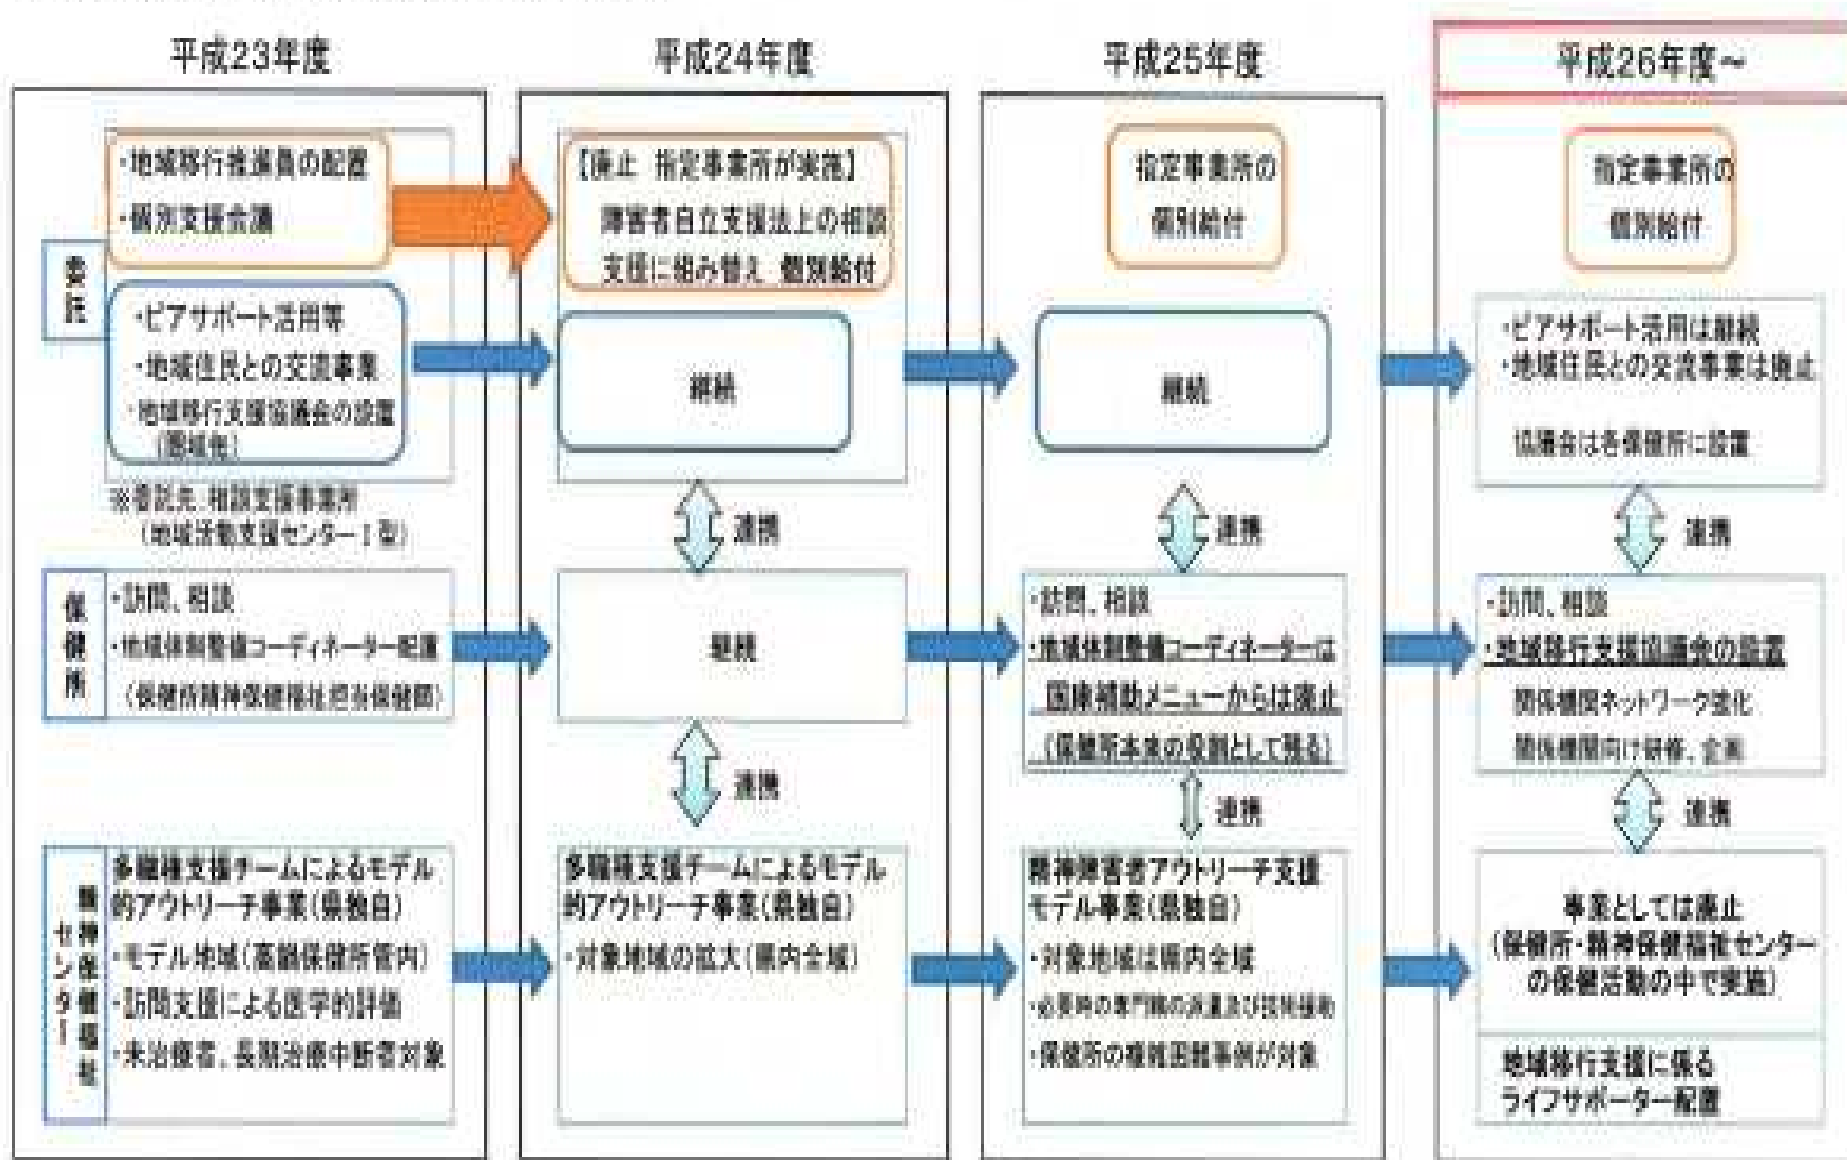 平成23年度
・地域移行推進員の配置
・個別支援会議
委託
・ピアサポート活用等
・地域住民との交流事業
・地域移行支援協議会の設置
(圏域毎)
※委託先 相談支援事業所
(地域活動支援センターⅠ型)
保健所
・訪問、相談
・地域体制整備コーディネーター配置
(保健所精神保健福祉担当保健師)
精神保健福祉
センター
多職種支援チームによるモデル
的アウトリーチ事業(県独自)
・モデル地域(高鍋保健所管内)
・訪問支援による医学的評価
・未治療者、長期治療中断者対象
平成24年度
【廃止 指定事業所が実施】
障害者自立支援法上の相談
支援に組み替え 個別給付
継続
連携
継続
連携
多職種支援チームによるモデル
的アウトリーチ事業(県独自)
・対象地域の拡大(県内全域)
平成25年度
指定事業所の
個別給付
継続
連携
・訪問、相談
・地域体制整備コーディネーターは
国庫補助メニューからは廃止
(保健所本来の役割として残る)
連携
精神障害者アウトリーチ支援
モデル事業(県独自)
・対象地域は県内全域
・必要時の専門職の派遣及び技術援助
・保健所の複雑困難事例が対象
平成26年度～
指定事業所の
個別給付
・ピアサポート活用は継続
・地域住民との交流事業は廃止
協議会は各保健所に設置
連携
・訪問、相談
・地域移行支援協議会の設置
関係機関ネットワーク進化
関係機関向け研修、企画
連携
事業としては廃止
(保健所・精神保健福祉センター
の保健活動の中で実施)
地域移行支援に係る
ライフサポーター配置